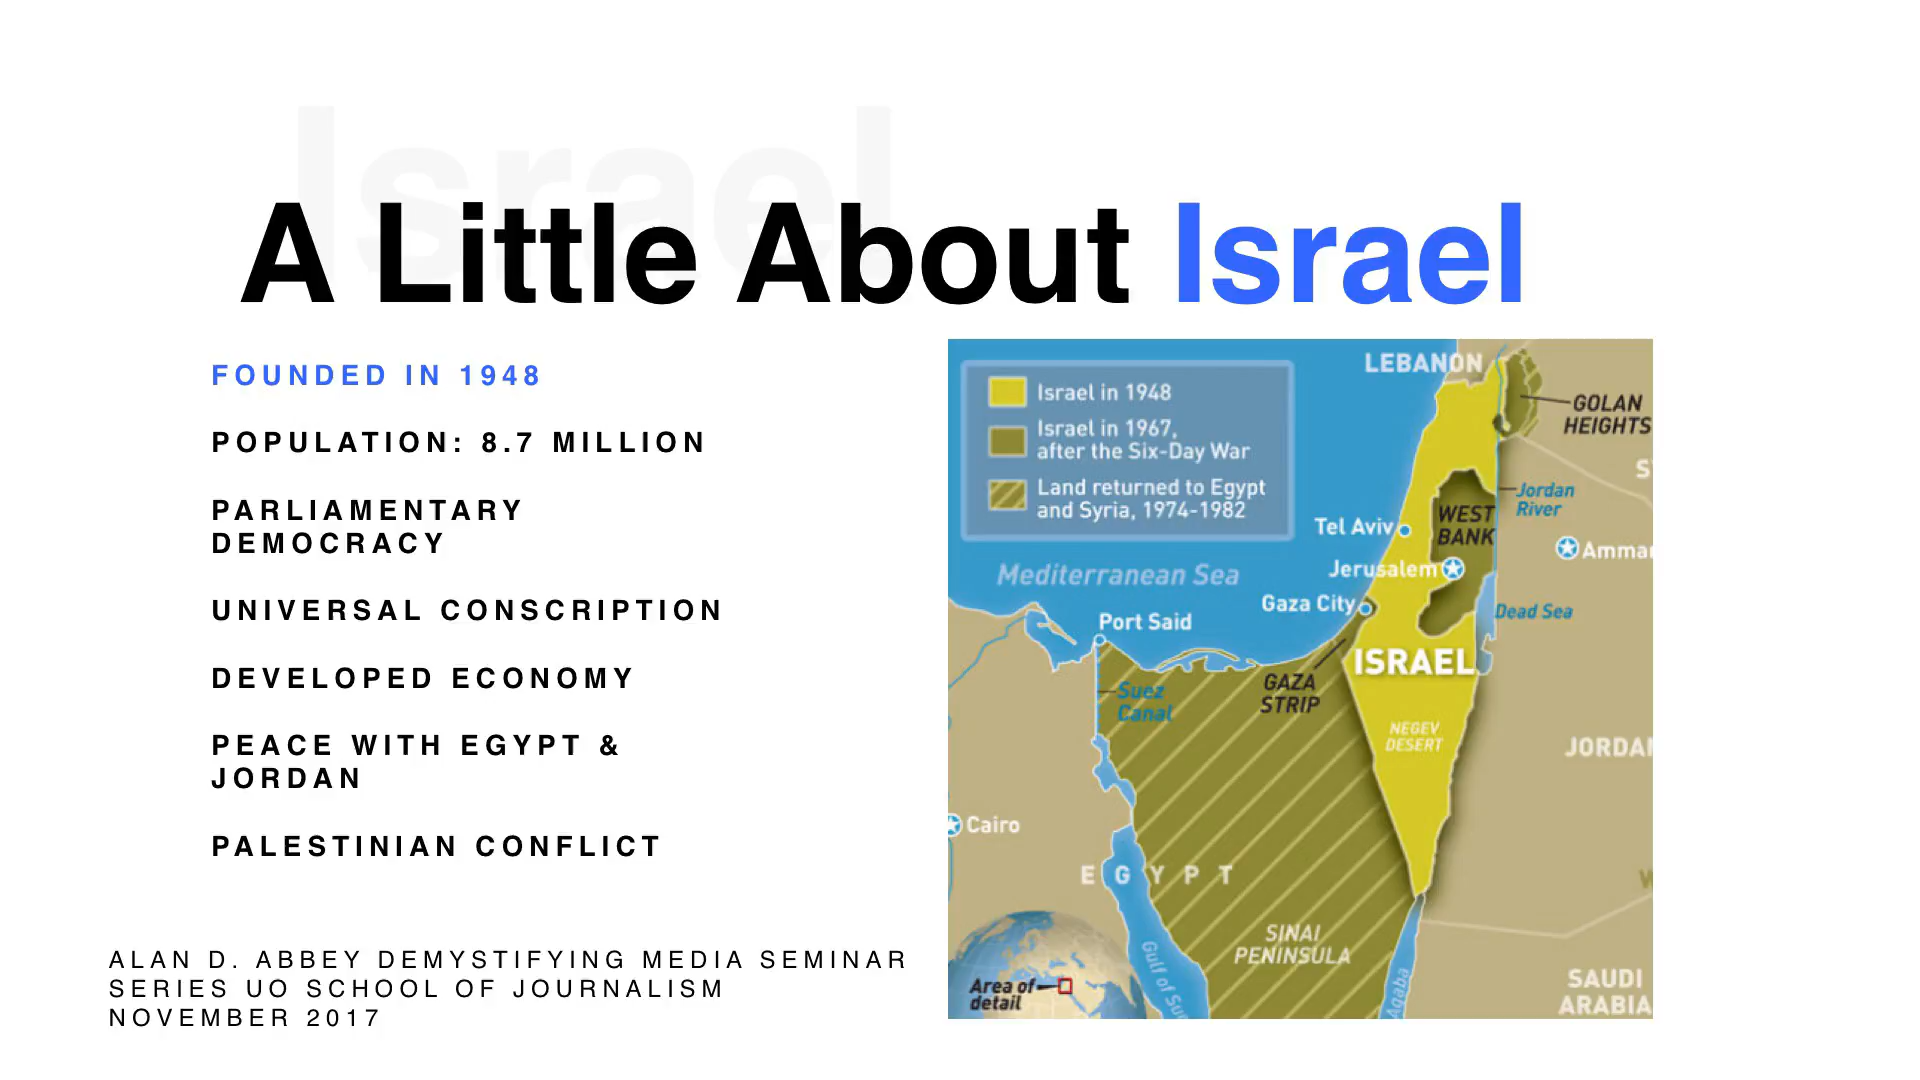 Israel
A Little About Israel
FOUNDED IN 1948
POPULATION: 8.7 MILLION
PARLIAMENTARY
DEMOCRACY
UNIVERSAL CONSCRIPTION
DEVELOPED ECONOMY
PEACE WITH EGYPT &
JORDAN
PALESTINIAN CONFLICT
ALAN D. ABBEY DEMYSTIFYING MEDIA SEMINAR
SERIES UO SCHOOL OF JOURNALISM
NOVEMBER 2017
Israel in 1948
Israel in 1967,
after the Six-Day War
Land returned to Egypt
and Syria, 1974-1982
LEBANON
GOLAN
HEIGHTS
Jordan
River
WEST
BANK
Tel Aviv
Jerusalem
Mediterranean Sea
Gaza City
Dead Sea
Port Said
ISRAEL
GAZA
STRIP
Suez
Canal
NEGEV
DESERT
Cairo
EGYPT
SINAI
PENINSULA
Gulf of
Area of
detail
Aqaba
SAUDI
ARABIA